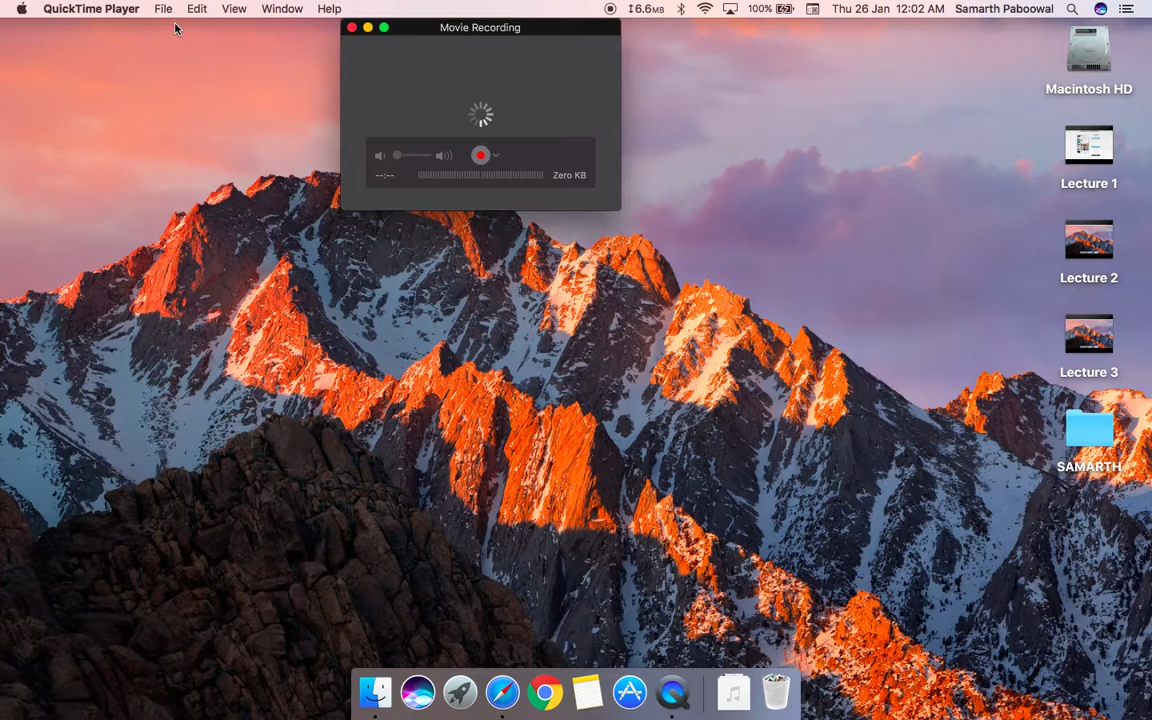 QuickTime Player File Edit View Window Help 6.6MB 100% Thu 26 Jan 12:02 AM Samarth Paboowal
Movie Recording
--:-- Zero KB
Macintosh HD
Lecture 1
Lecture 2
Lecture 3
SAMARTH